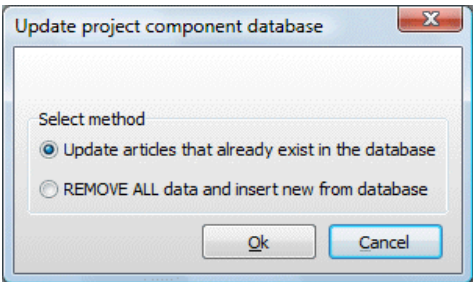 Update project component database
Select method
Update articles that already exist in the database
REMOVE ALL data and insert new from database
Ok
Cancel